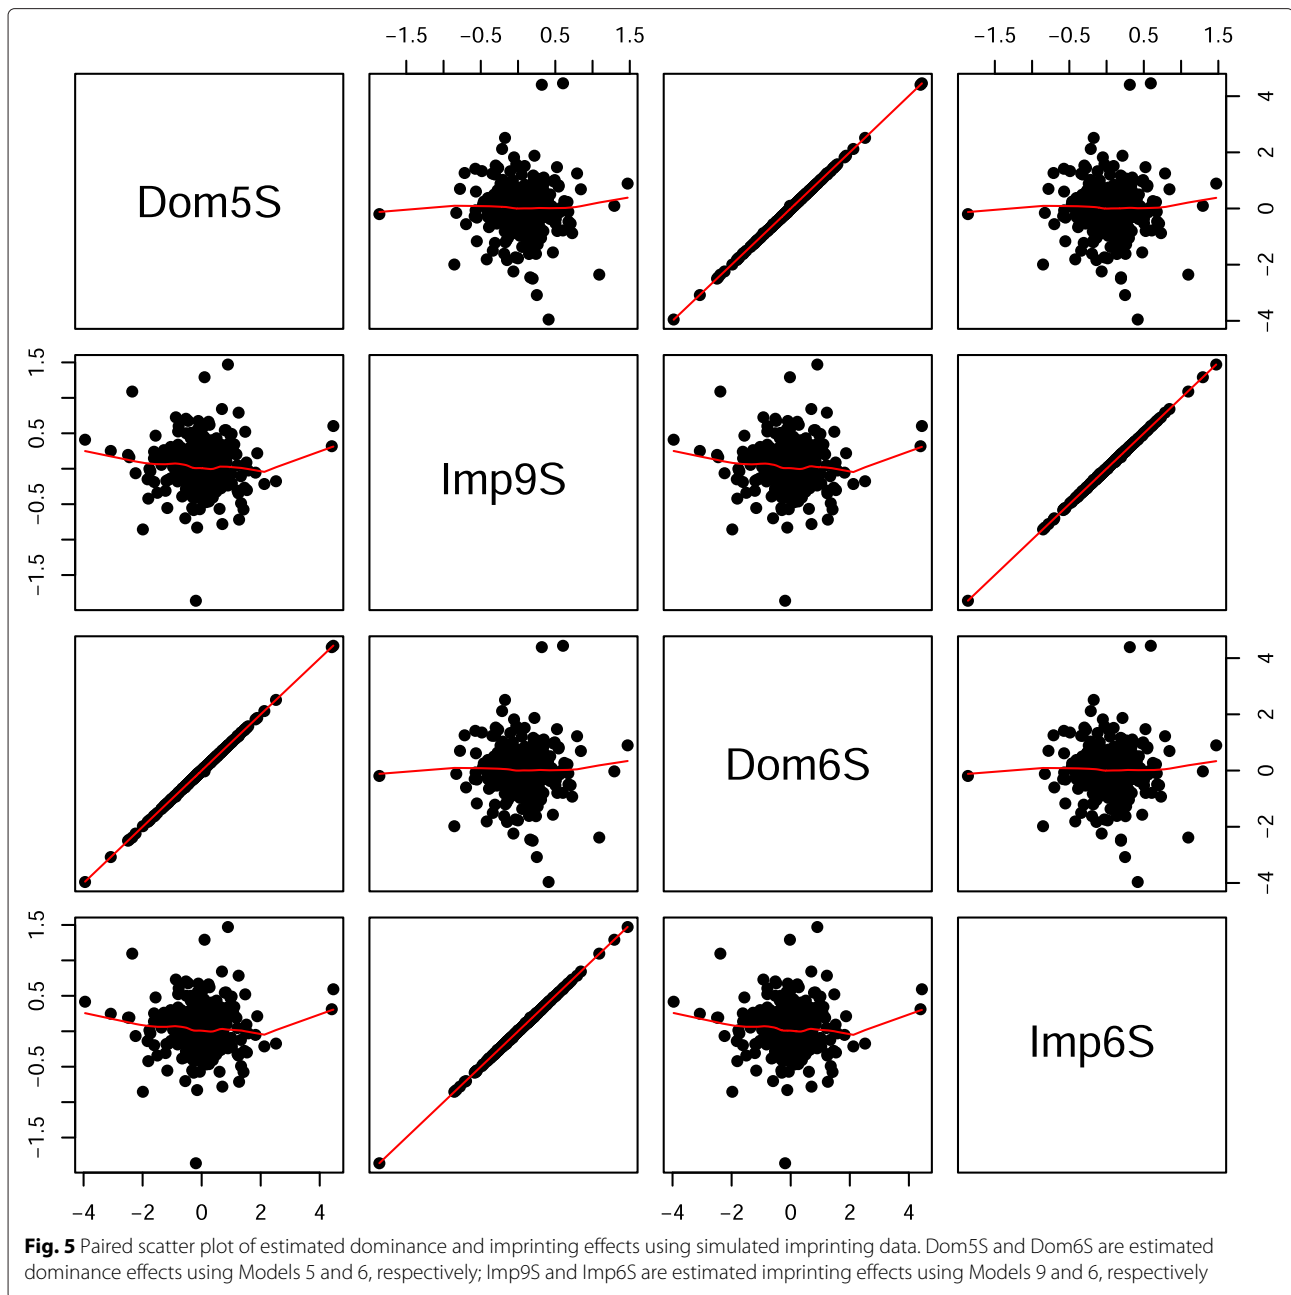 −1.5 −0.5 0.5 1.5 −1.5 −0.5 0.5 1.5
Dom5S
4
2
0
−2
−4
1.5
0.5
−0.5
−1.5
Imp9S
Dom6S
4
2
0
−2
−4
1.5
0.5
−0.5
−1.5
Imp6S
−4 −2 0 2 4 −4 −2 0 2 4
Fig. 5 Paired scatter plot of estimated dominance and imprinting effects using simulated imprinting data. Dom5S and Dom6S are estimated
dominance effects using Models 5 and 6, respectively; Imp9S and Imp6S are estimated imprinting effects using Models 9 and 6, respectively